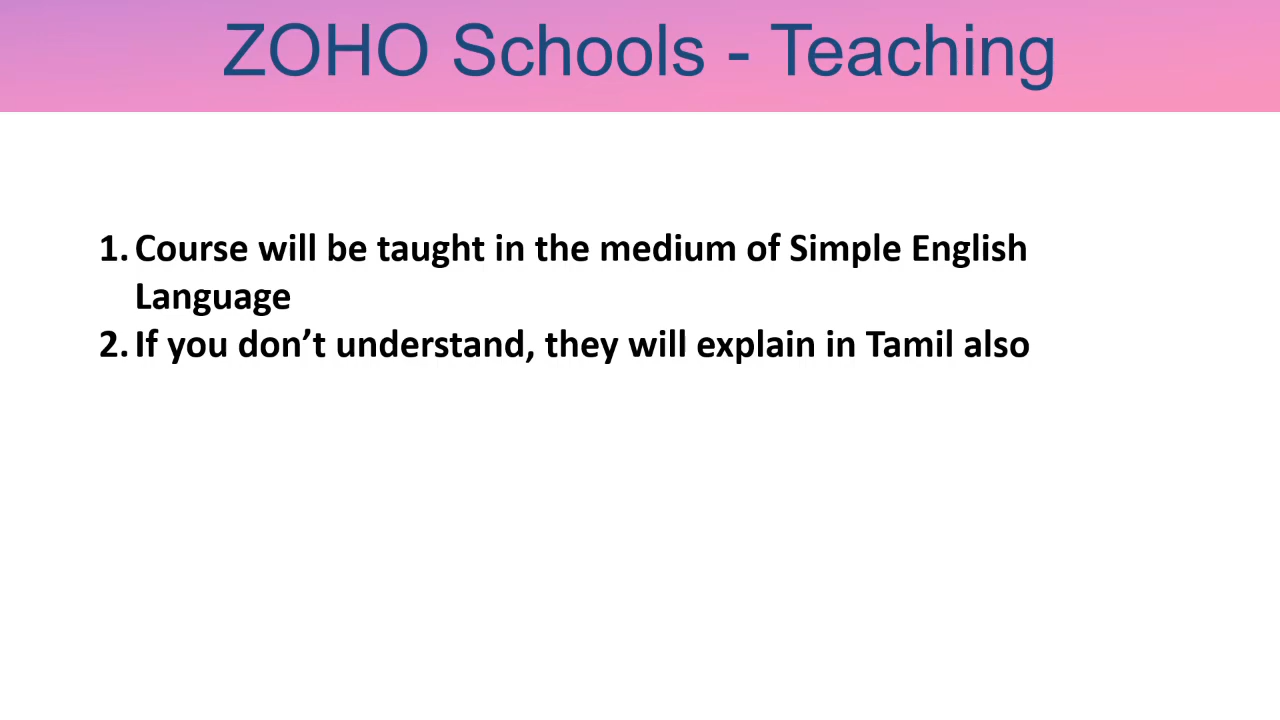 ZOHO Schools - Teaching
1. Course will be taught in the medium of Simple English
Language
2. If you don’t understand, they will explain in Tamil also